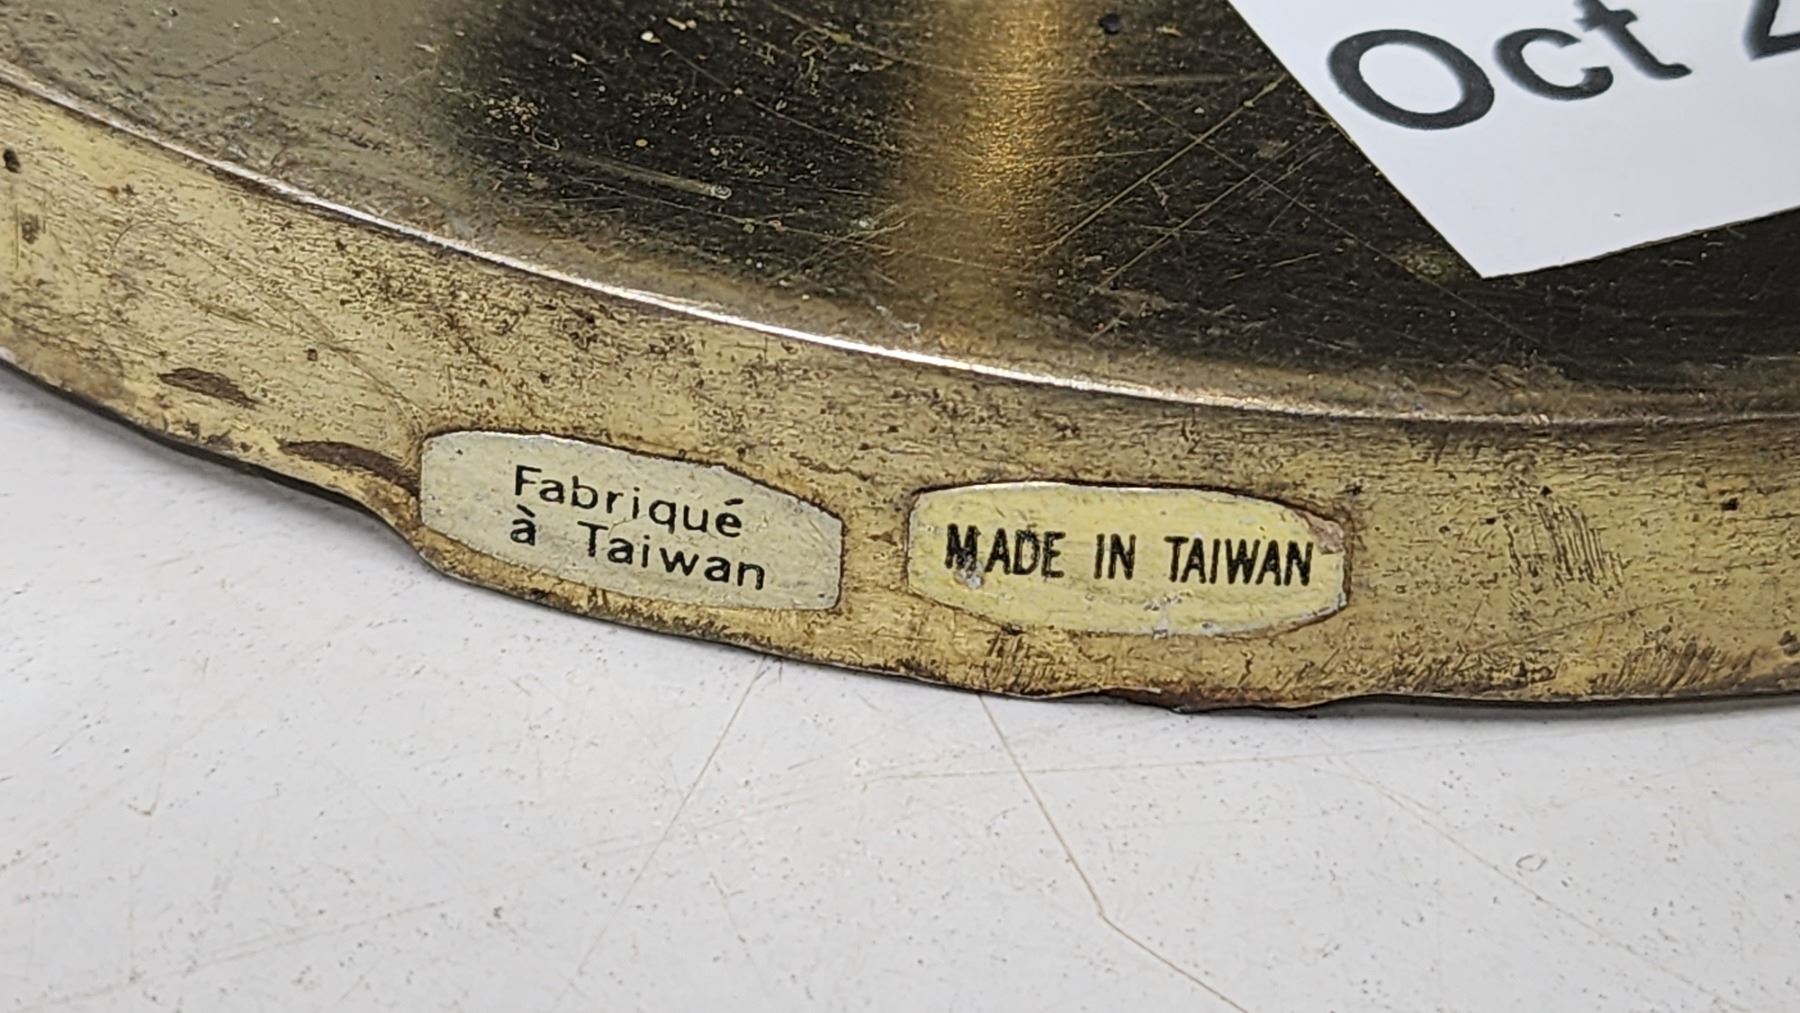 Oct
Fabriqué
à Taiwan
MADE IN TAIWAN